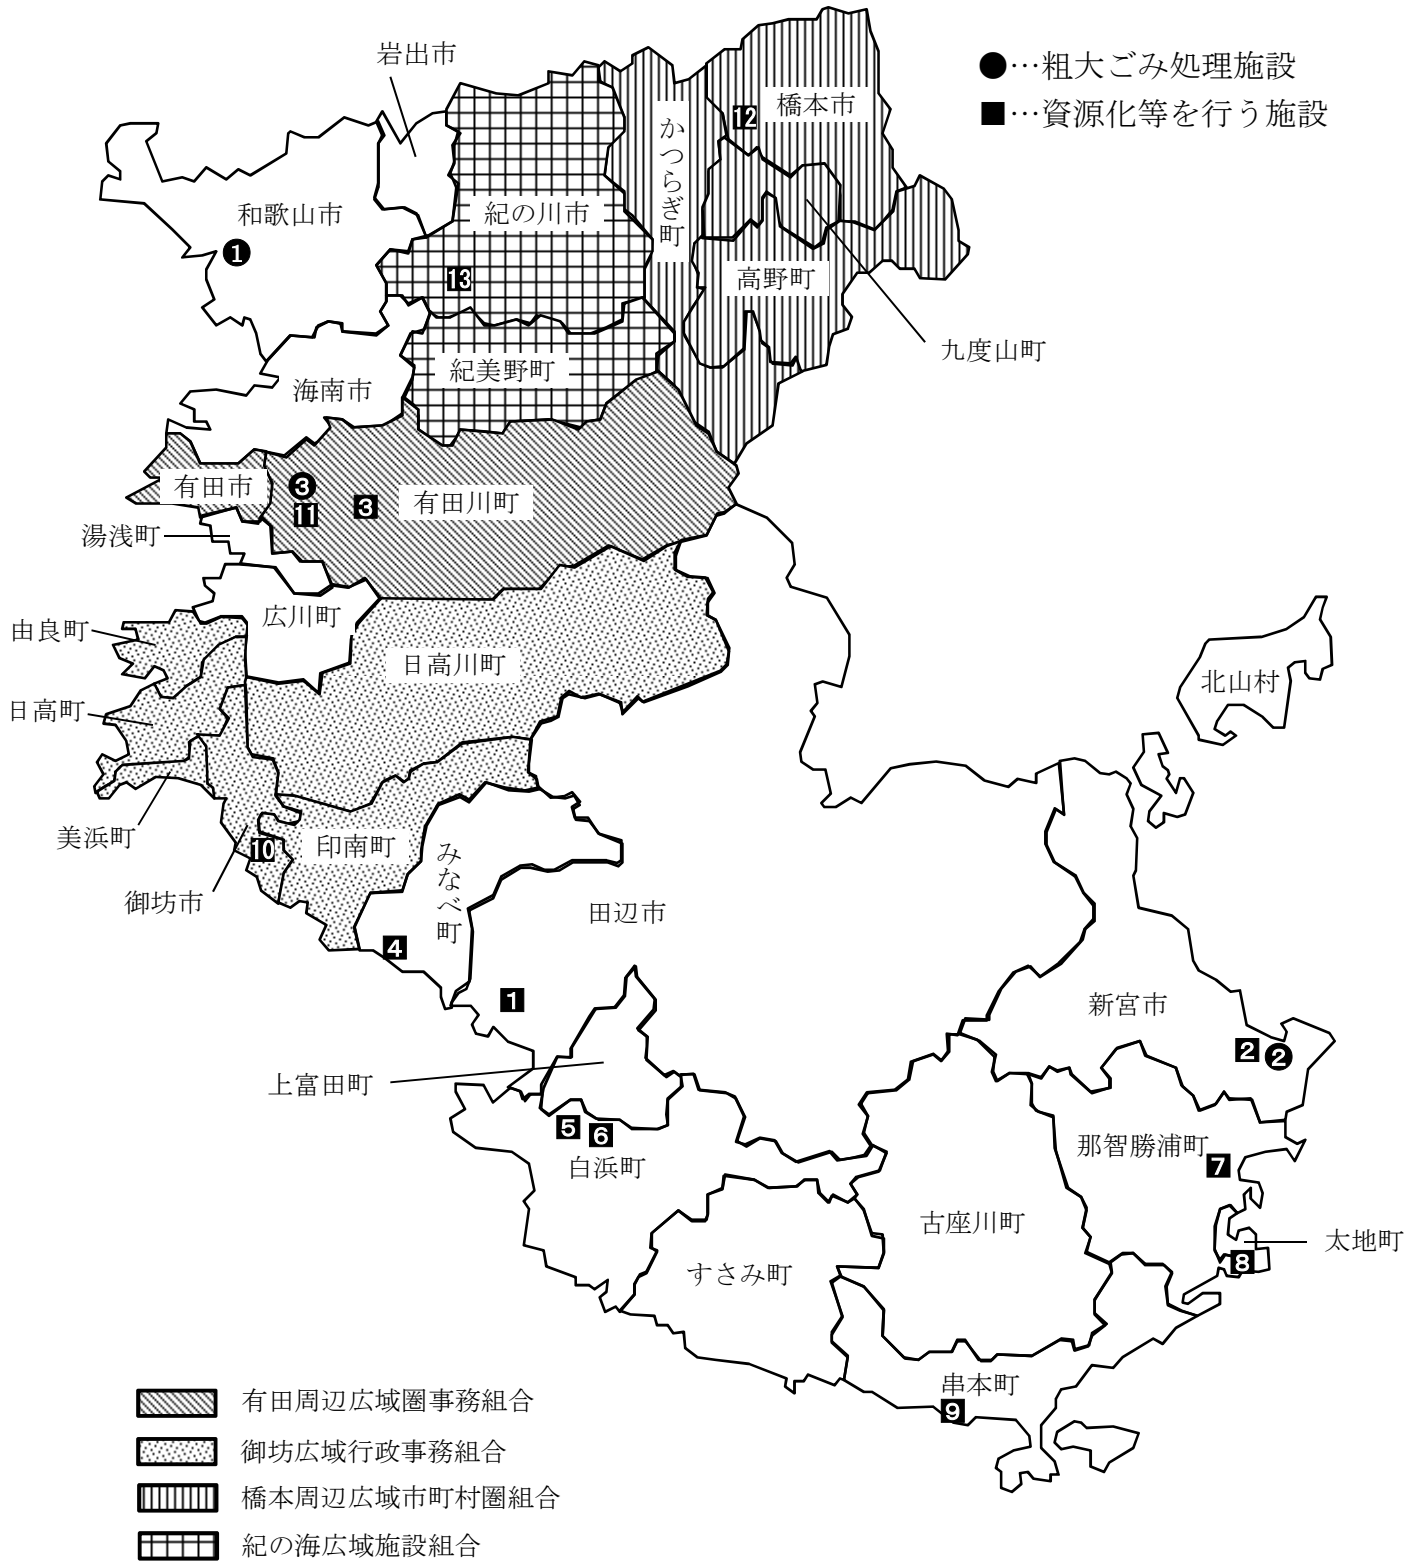 岩出市
●…粗大ごみ処理施設
■…資源化等を行う施設
橋本市
12
かつらぎ町
和歌山市
1
紀の川市
13
高野町
九度山町
紀美野町
海南市
有田市
3
11
3
有田川町
湯浅町
広川町
由良町
日高川町
北山村
日高町
美浜町
印南町
10
みなべ町
御坊市
田辺市
4
1
新宮市
2
2
上富田町
5
6
白浜町
那智勝浦町
7
古座川町
太地町
8
すさみ町
串本町
9
有田周辺広域圏事務組合
御坊広域行政事務組合
橋本周辺広域市町村圏組合
紀の海広域施設組合